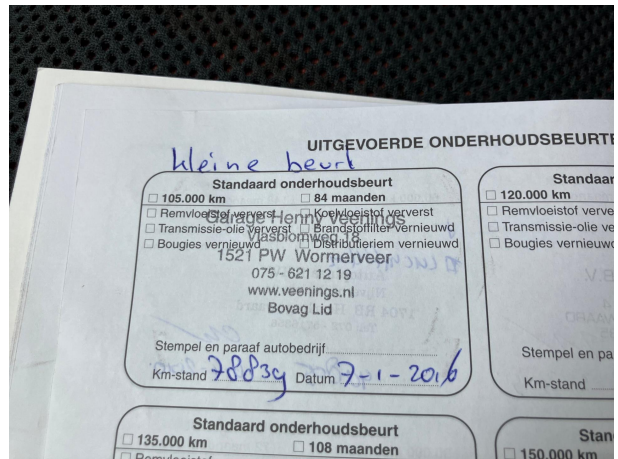 UITGEVOERDE ONDERHOUDSBEURTE
kleine beurt
Standaard onderhoudsbeurt
105.000 km 84 maanden
Remvloeistof ververst Koelvloeistof ververst
Garage Henny Veenings
Transmissie-olie ververst Brandstoffilter vernieuwd
Vlasblomweg 18
Bougies vernieuwd Distributieriem vernieuwd
1521 PW Wormerveer
075 - 621 12 19
www.veenings.nl
Bovag Lid
Stempel en paraaf autobedrijf
Km-stand 78839 Datum 7-1-2016
Standaar
120.000 km
Remvloeistof verve
Transmissie-olie ve
Bougies vernieuwd
Stempel en pa
Km-stand
Standaard onderhoudsbeurt
135.000 km 108 maanden
Remvloeistof
Stan
150.000 km